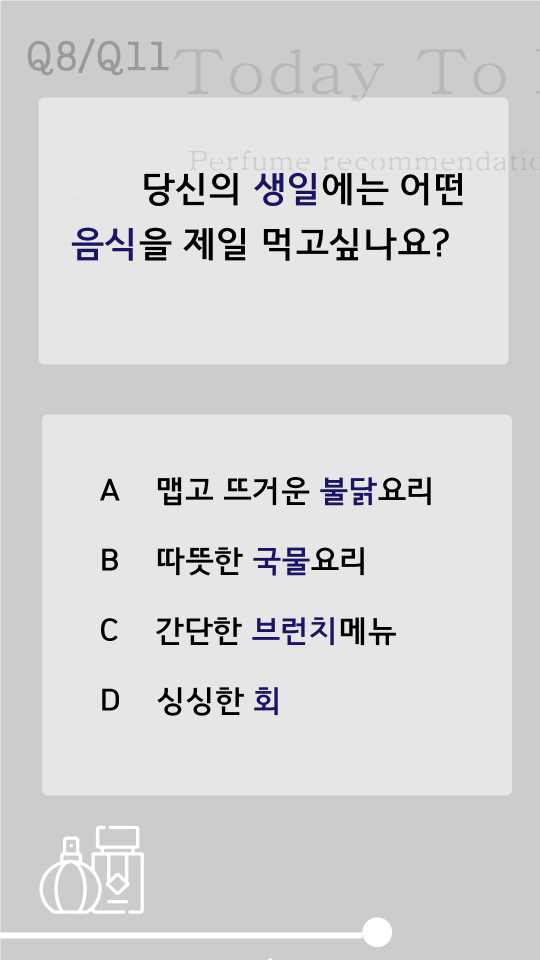 Q8/Q11
Today To
Perfume recommendatio
당신의 생일에는 어떤
음식을 제일 먹고싶나요?
A 맵고 뜨거운 불닭요리
B 따뜻한 국물요리
C 간단한 브런치메뉴
D 싱싱한 회